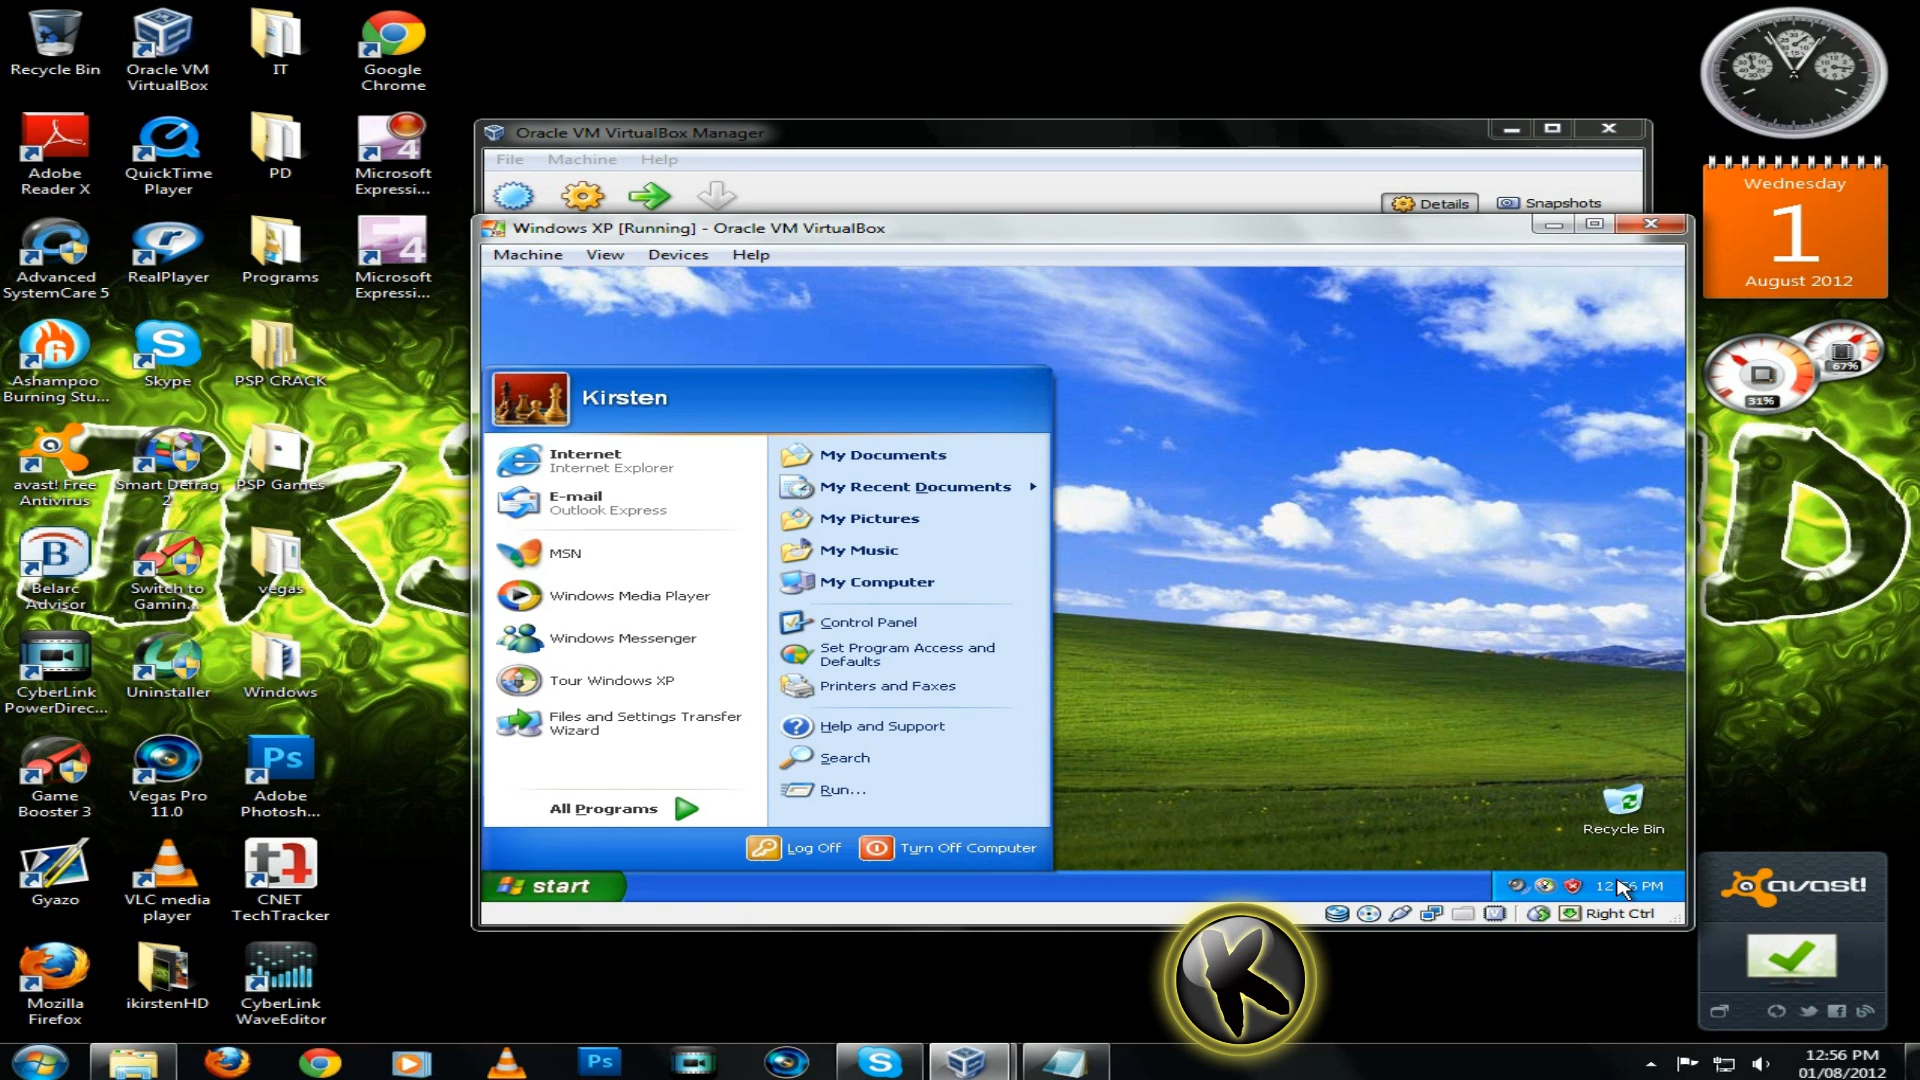 Recycle Bin
Oracle VM
VirtualBox
IT
Google
Chrome
Adobe
Reader X
QuickTime
Player
PD
Microsoft
Expressi...
4
Advanced
SystemCare 5
RealPlayer
Programs
Microsoft
Expressi...
4
Ashampoo
Burning Stu...
6
Skype
S
PSP CRACK
avast! Free
Antivirus
Smart Defrag
2
PSP Games
Belarc
Advisor
B
Switch to
Gamin...
vegas
CyberLink
PowerDirec...
Uninstaller
Windows
Game
Booster 3
Vegas Pro
11.0
Adobe
Photosh...
Ps
Gyazo
VLC media
player
CNET
TechTracker
Mozilla
Firefox
ikirstenHD
CyberLink
WaveEditor
Oracle VM VirtualBox Manager
File Machine Help
Details
Snapshots
Windows XP [Running] - Oracle VM VirtualBox
Machine View Devices Help
Kirsten
Internet
Internet Explorer
E-mail
Outlook Express
MSN
Windows Media Player
Windows Messenger
Tour Windows XP
Files and Settings Transfer
Wizard
All Programs
My Documents
My Recent Documents
My Pictures
My Music
My Computer
Control Panel
Set Program Access and
Defaults
Printers and Faxes
Help and Support
Search
Run...
Log Off
Turn Off Computer
Recycle Bin
start
PM
Right Ctrl
Wednesday
1
August 2012
67%
31%
avast!
K
Ps
S
12:56 PM
01/08/2012